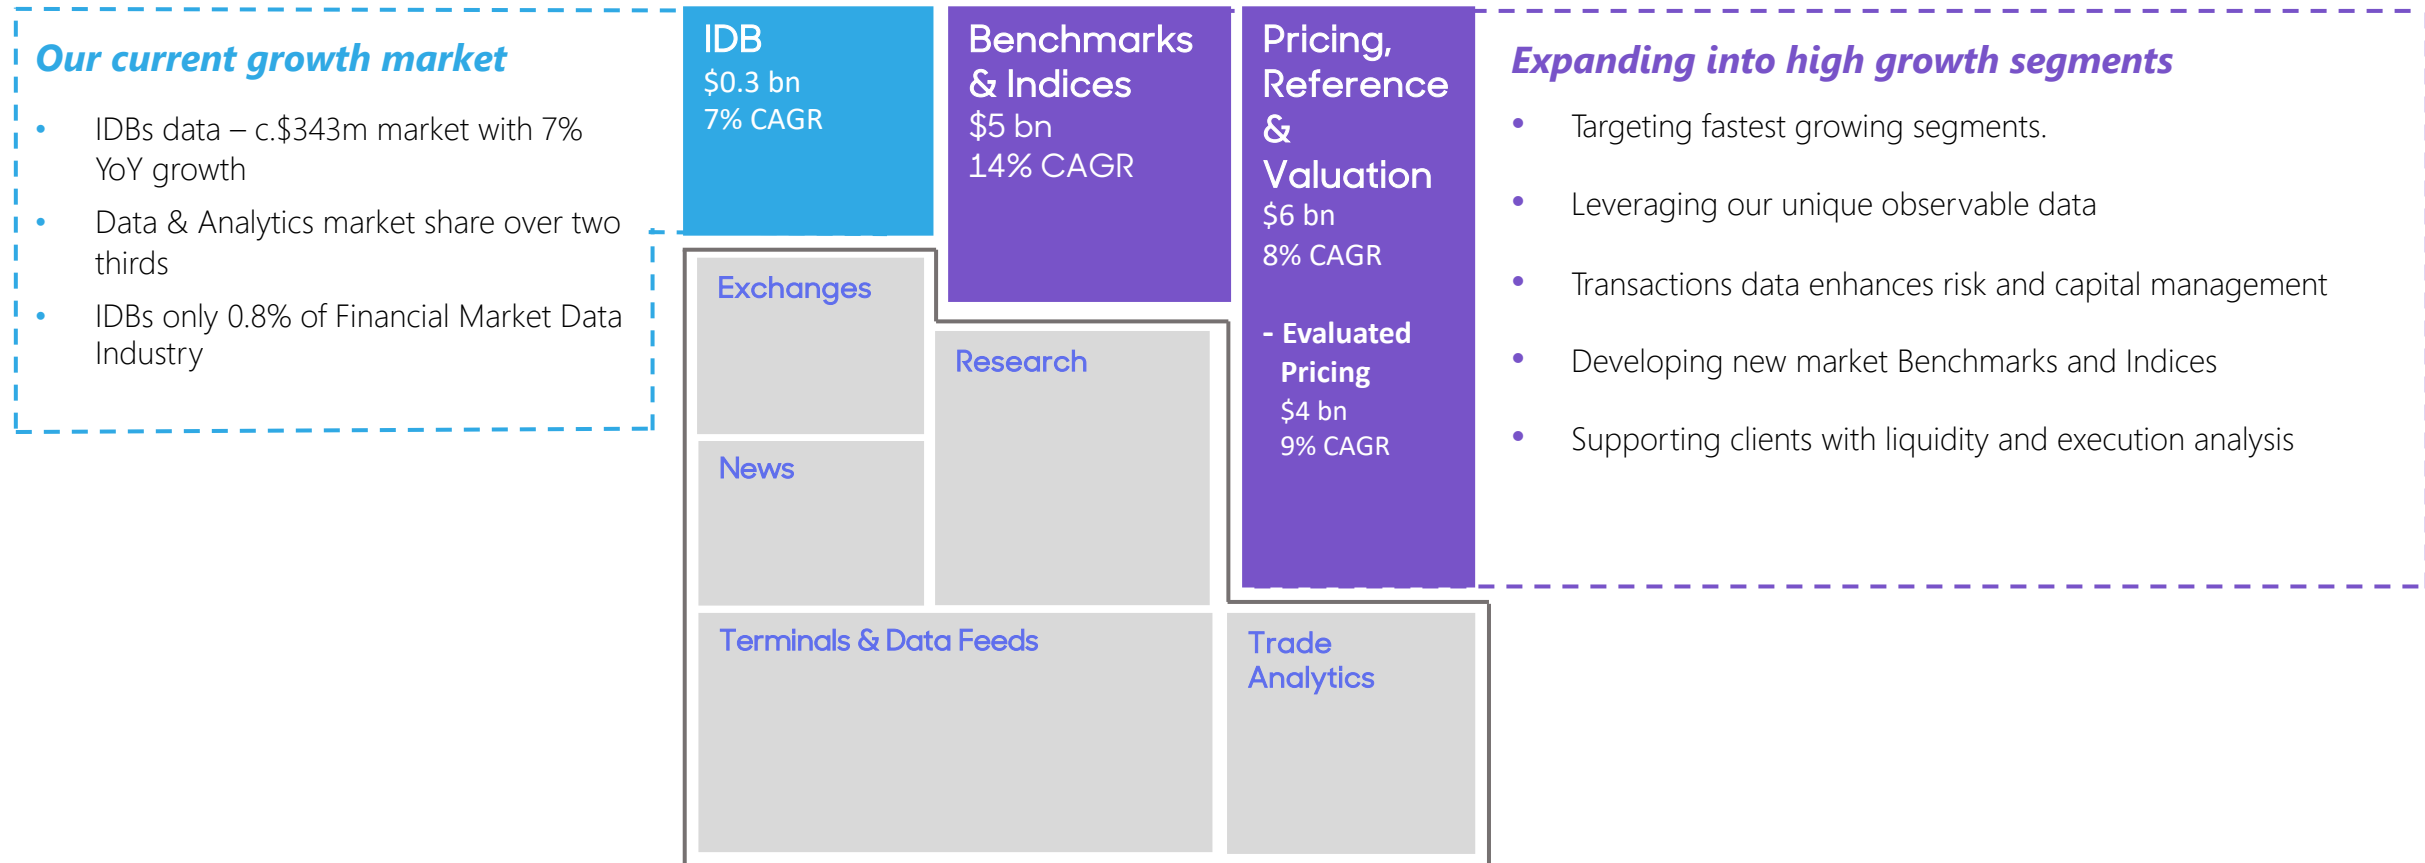 Our current growth market
• IDBs data – c.$343m market with 7%
YoY growth
• Data & Analytics market share over two
thirds
• IDBs only 0.8% of Financial Market Data
Industry
IDB
$0.3 bn
7% CAGR
Benchmarks
& Indices
$5 bn
14% CAGR
Pricing,
Reference
&
Valuation
$6 bn
8% CAGR
- Evaluated
Pricing
$4 bn
9% CAGR
Exchanges
Research
News
Terminals & Data Feeds
Trade
Analytics
Expanding into high growth segments
• Targeting fastest growing segments.
• Leveraging our unique observable data
• Transactions data enhances risk and capital management
• Developing new market Benchmarks and Indices
• Supporting clients with liquidity and execution analysis